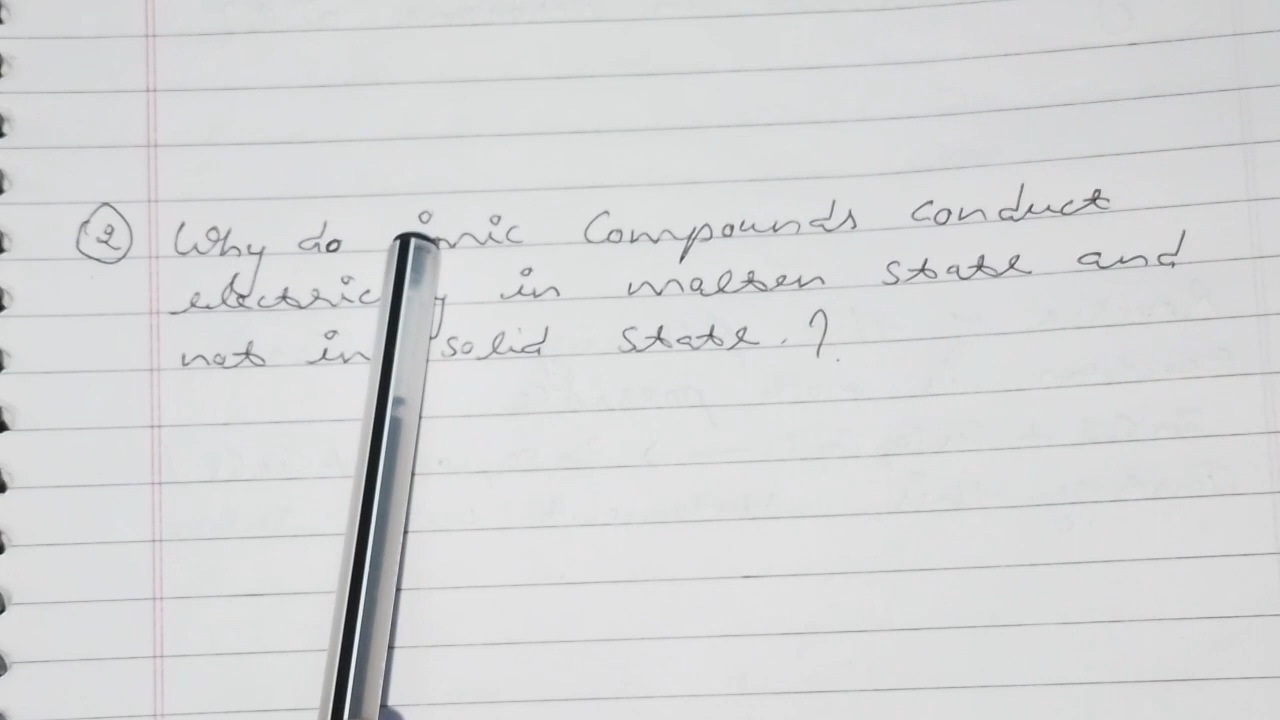 ② Why do ionic Compounds conduct
electricity in molten state and
not in solid state.?